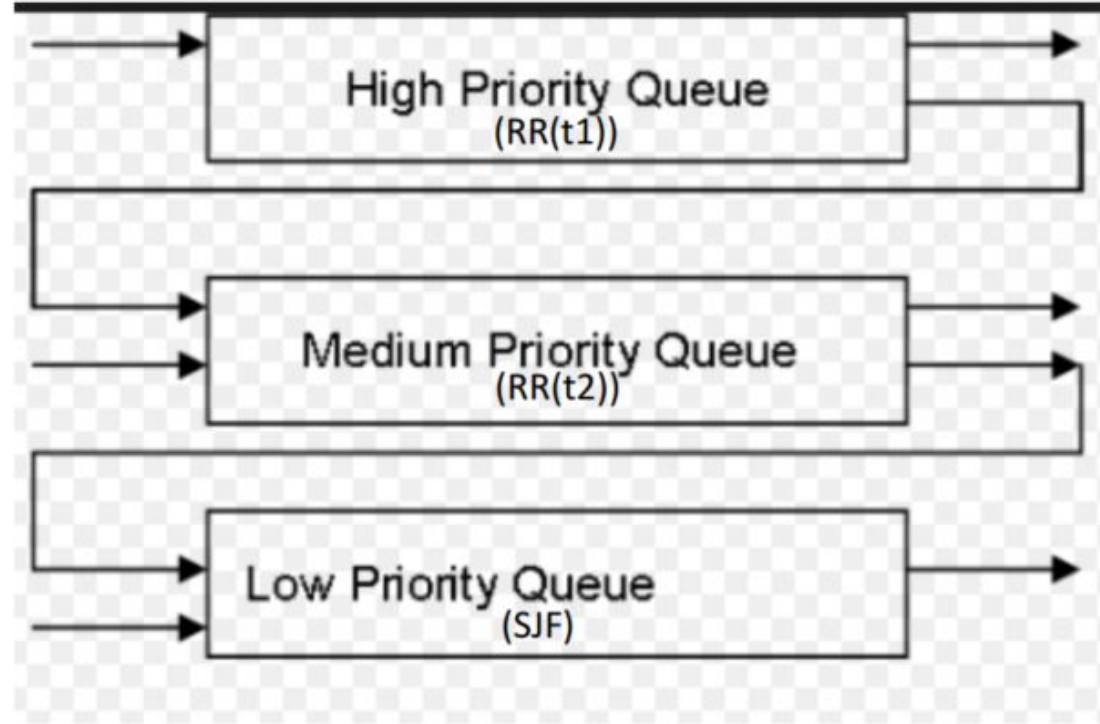 High Priority Queue
(RR(t1))
Medium Priority Queue
(RR(t2))
Low Priority Queue
(SJF)